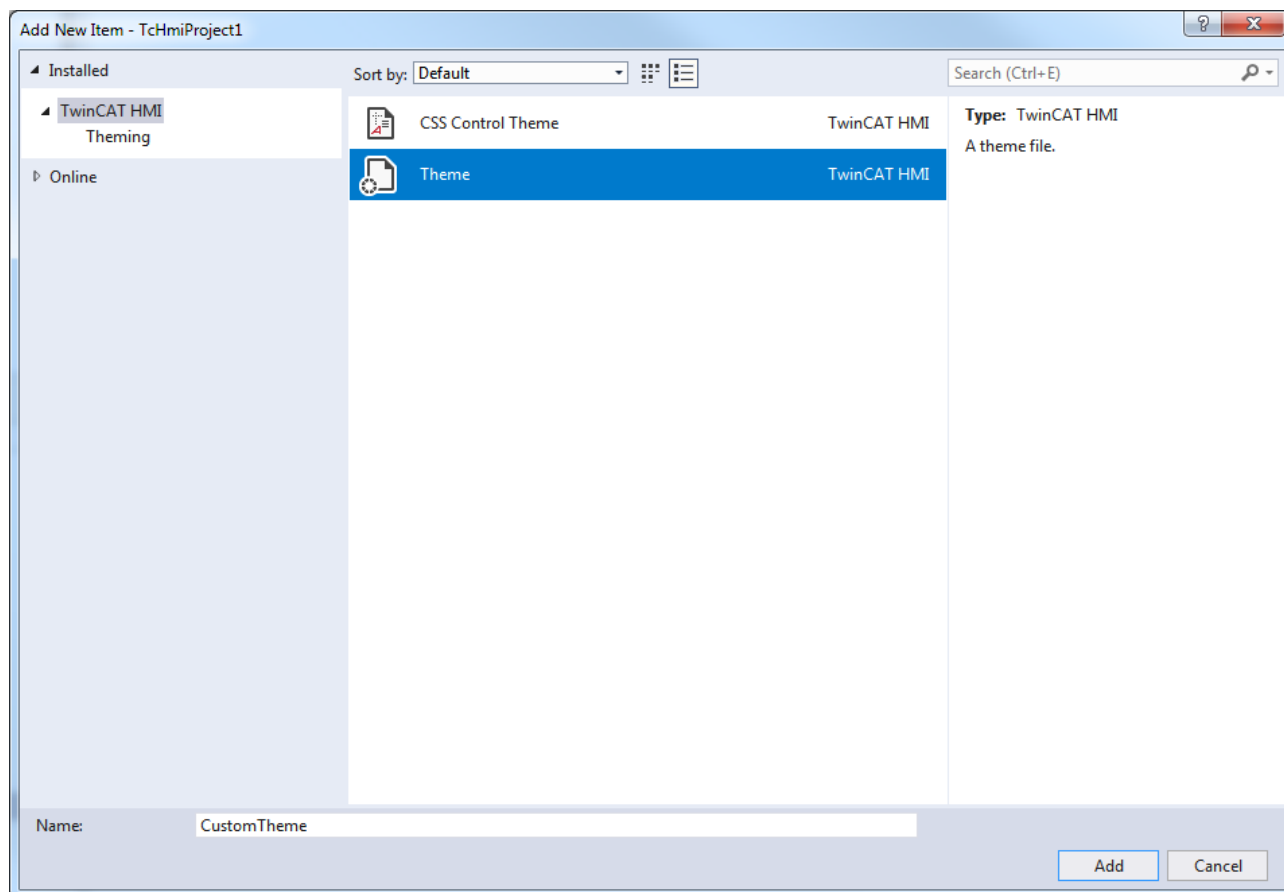 Add New Item - TcHmiProject1
Installed
TwinCAT HMI
Theming
Online
Sort by: Default
Search (Ctrl+E)
CSS Control Theme TwinCAT HMI
Theme TwinCAT HMI
Type: TwinCAT HMI
A theme file.
Name: CustomTheme
Add Cancel